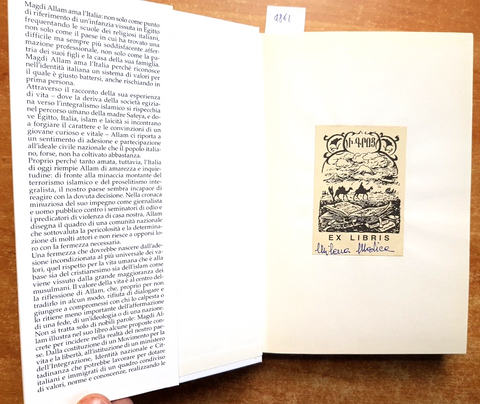 Magdi Allam ama l'Italia: non solo come punto
di riferimento di un'infanzia vissuta in Egitto
frequentando le scuole dei religiosi italiani,
non solo come il paese in cui ha trovato una
difficile ma sempre più soddisfacente affer-
mazione professionale, non solo come la pa-
tria dei suoi figli e la casa della sua famiglia.
Magdi Allam ama l'Italia perché riconosce
nell'identità italiana un sistema di valori per
il quale è giusto battersi, anche rischiando in
prima persona.
Attraverso il racconto della sua esperienza
di vita – dove la deriva della società egizia-
na verso l'integralismo islamico si rispecchia
nel percorso umano della madre Safeya, e do-
ve Egitto, Italia, islam e laicità si incontrano
a forgiare il carattere e le convinzioni di un
giovane curioso e vitale – Allam ci riporta a
un sentimento di adesione e partecipazione
all'ideale civile nazionale che il popolo italia-
no, forse, non ha coltivato abbastanza.
Proprio perché tanto amata, tuttavia, l'Italia
di oggi riempie Allam di amarezza e inquie-
tudine: di fronte alla minaccia montante del
terrorismo islamico e del proselitismo inte-
gralista, il nostro paese sembra incapace di
reagire con la dovuta decisione. Nella cronaca
minuziosa del suo impegno come giornalista
e uomo pubblico contro i seminatori di odio e
i predicatori di violenza di casa nostra, Allam
disegna il quadro di una comunità nazionale
che sottovaluta la pericolosità e la determina-
zione di molti attori e non riesce a opporsi lo-
ro con la fermezza necessaria.
Una fermezza che dovrebbe nascere dall'ade-
sione incondizionata al più universale dei va-
lori, quel rispetto per la vita umana che è alla
base sia del cristianesimo sia dell'islam come
viene vissuto dalla grande maggioranza dei
musulmani. Il valore della vita è al centro del-
la riflessione di Allam, che, proprio per non
tradirlo in alcun modo, rifiuta di dialogare e
giungere a compromessi con chi lo calpesta o
lo ritiene meno importante dell'affermazione
di una fede, di un'ideologia o di una nazione.
Non si tratta solo di nobili parole: Magdi Al-
lam illustra nel suo libro alcune proposte con-
crete per incidere nella realtà del nostro pae-
se. Dalla costituzione di un Movimento per la
vita e la libertà, all'istituzione di un ministero
dell'Integrazione, Identità nazionale e Cit-
tadinanza che potrebbe lavorare per dotare
italiani e immigrati di un quadro condiviso
di valori, norme e conoscenze, realizzando le
EX LIBRIS
Milena Modica